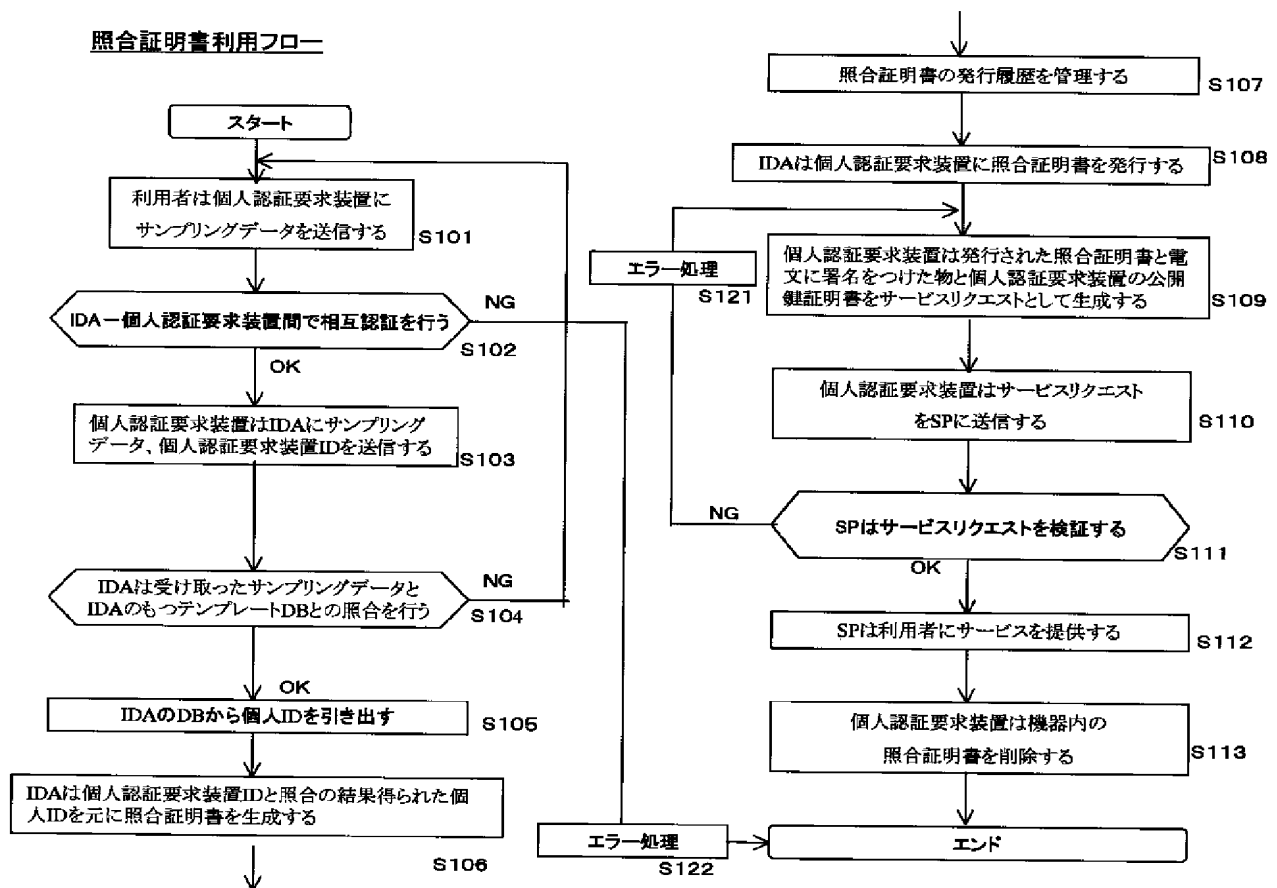 照合証明書利用フロー
スタート
利用者は個人認証要求装置に
サンプリングデータを送信する
S101
IDA－個人認証要求装置間で相互認証を行う
NG
S102
OK
個人認証要求装置はIDAにサンプリング
データ、個人認証要求装置IDを送信する
S103
IDAは受け取ったサンプリングデータと
IDAのもつテンプレートDBとの照合を行う
NG
S104
OK
IDAのDBから個人IDを引き出す
S105
IDAは個人認証要求装置IDと照合の結果得られた個
人IDを元に照合証明書を生成する
S106
照合証明書の発行履歴を管理する
S107
IDAは個人認証要求装置に照合証明書を発行する
S108
エラー処理
S121
個人認証要求装置は発行された照合証明書と電
文に署名をつけた物と個人認証要求装置の公開
鍵証明書をサービスリクエストとして生成する
S109
個人認証要求装置はサービスリクエスト
をSPに送信する
S110
NG
SPはサービスリクエストを検証する
S111
OK
SPは利用者にサービスを提供する
S112
個人認証要求装置は機器内の
照合証明書を削除する
S113
エラー処理
S122
エンド